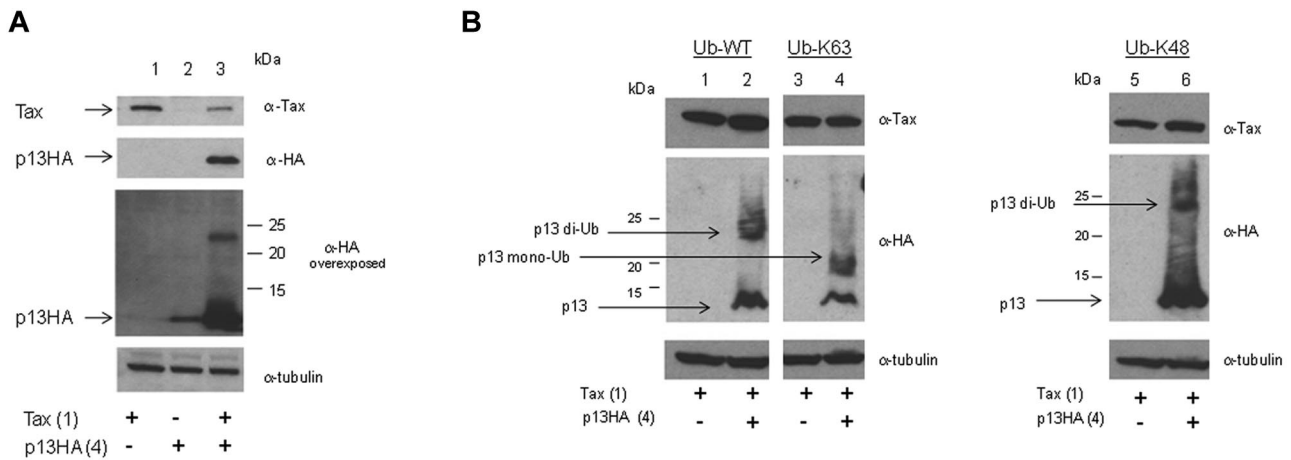 A
1 2 3 kDa
Tax α-Tax
p13HA α-HA
25
20
15
α-HA
overexposed
p13HA
α-tubulin
Tax (1) + - +
p13HA (4) - + +
B
Ub-WT Ub-K63
kDa 1 2 3 4
α-Tax
25
p13 di-Ub
p13 mono-Ub
20
15
p13
α-HA
α-tubulin
Tax (1) + + + +
p13HA (4) - + - +
Ub-K48
kDa 5 6
α-Tax
25
p13 di-Ub
20
15
p13
α-HA
α-tubulin
Tax (1) + +
p13HA (4) - +